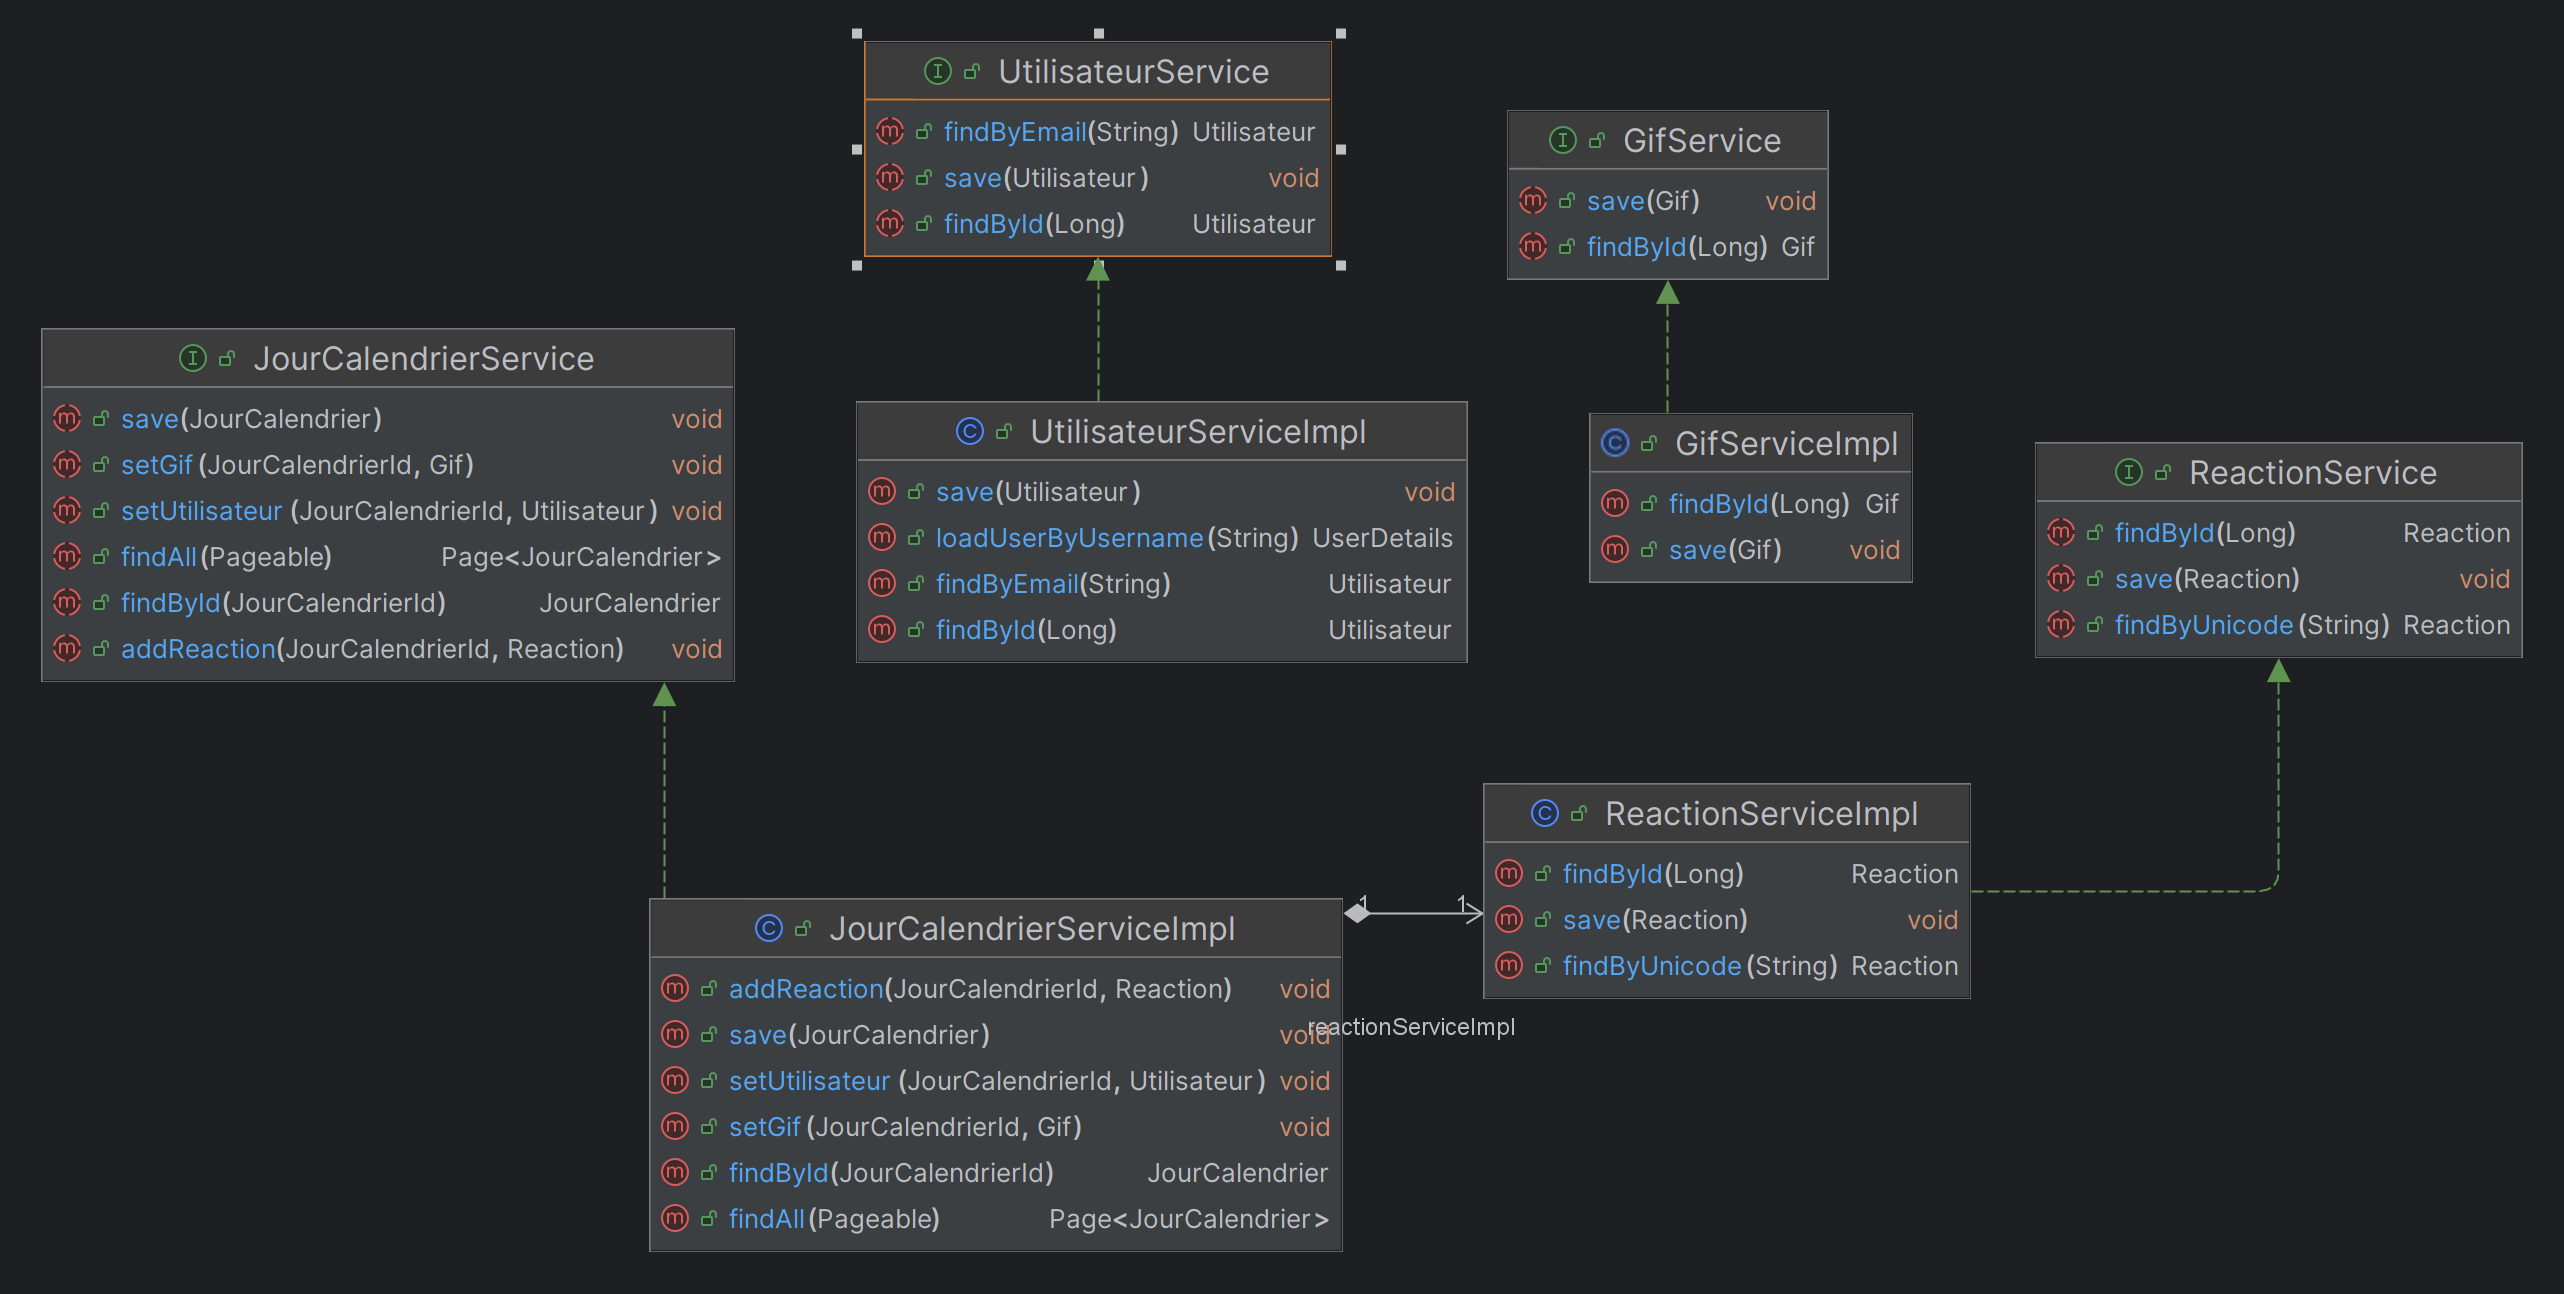 UtilisateurService
findByEmail(String) Utilisateur
save(Utilisateur) void
findById(Long) Utilisateur
GifService
save(Gif) void
findById(Long) Gif
JourCalendrierService
save(JourCalendrier) void
setGif(JourCalendrierId, Gif) void
setUtilisateur(JourCalendrierId, Utilisateur) void
findAll(Pageable) Page<JourCalendrier>
findById(JourCalendrierId) JourCalendrier
addReaction(JourCalendrierId, Reaction) void
UtilisateurServiceImpl
save(Utilisateur) void
loadUserByUsername(String) UserDetails
findByEmail(String) Utilisateur
findById(Long) Utilisateur
GifServiceImpl
findById(Long) Gif
save(Gif) void
ReactionService
findById(Long) Reaction
save(Reaction) void
findByUnicode(String) Reaction
ReactionServiceImpl
findById(Long) Reaction
save(Reaction) void
findByUnicode(String) Reaction
1 1
reactionServiceImpl
JourCalendrierServiceImpl
addReaction(JourCalendrierId, Reaction) void
save(JourCalendrier) void
setUtilisateur(JourCalendrierId, Utilisateur) void
setGif(JourCalendrierId, Gif) void
findById(JourCalendrierId) JourCalendrier
findAll(Pageable) Page<JourCalendrier>